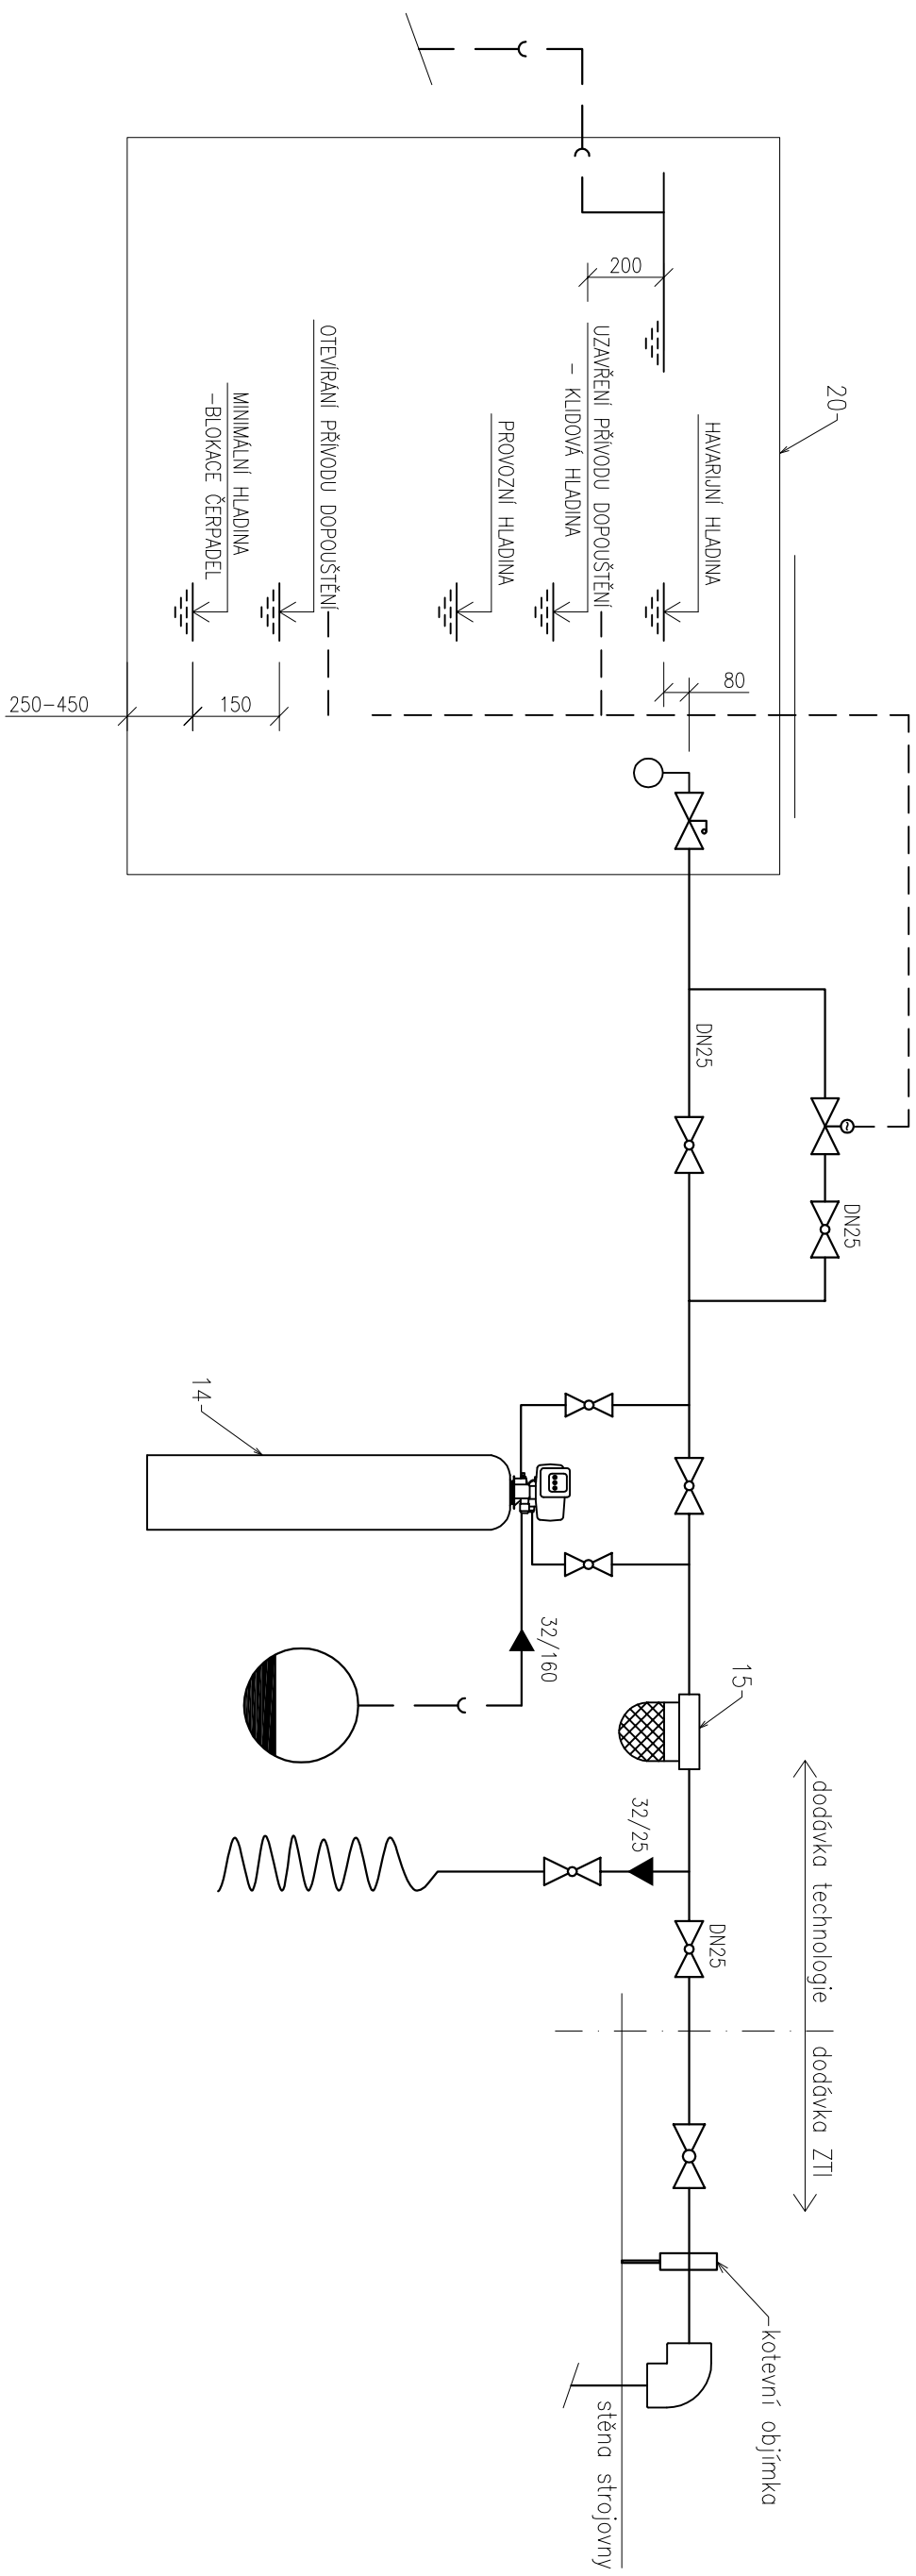 20
200
HAVARIJNÍ HLADINA
UZAVŘENÍ PŘÍVODU DOPOUŠTĚNÍ
- KLIDOVÁ HLADINA
PROVOZNÍ HLADINA
OTEVÍRÁNÍ PŘÍVODU DOPOUŠTĚNÍ
MINIMÁLNÍ HLADINA
-BLOKACE ČERPADEL
80
150
250-450
DN25
DN25
14
32/160
15
32/25
DN25
dodávka technologie
dodávka ZTI
kotevní objímka
stěna strojovny